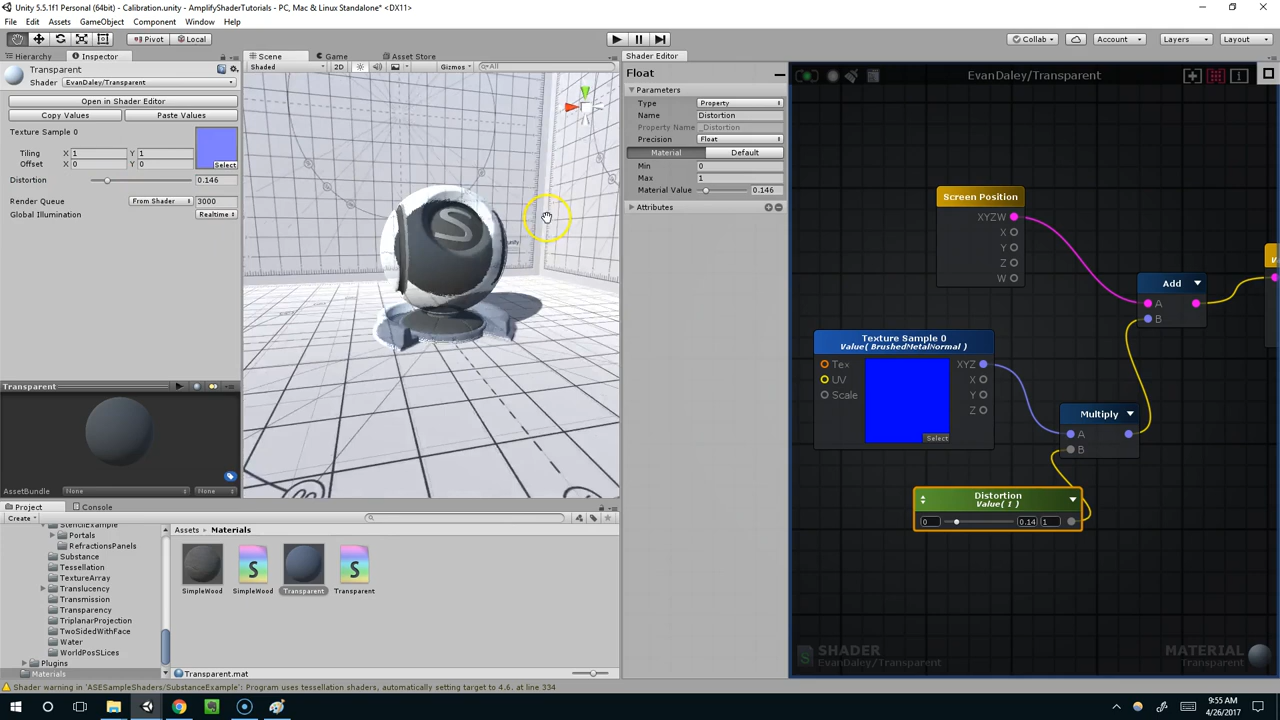 Unity 5.5.1f1 Personal (64bit) - Calibration.unity - AmplifyShaderTutorials - PC, Mac & Linux Standalone* <DX11>
File Edit Assets GameObject Component Window Help
Pivot Local Collab Account Layers Layout
Hierarchy Inspector
Transparent
Shader EvanDaley/Transparent
Open in Shader Editor
Copy Values Paste Values
Texture Sample 0
Tiling X 1 Y 1
Offset X 0 Y 0
Select
Distortion 0.146
Render Queue From Shader 3000
Global Illumination Realtime
Transparent
AssetBundle None None
Scene Game Asset Store
Shaded 2D Gizmos All
Shader Editor
Float
Parameters
Type Property
Name Distortion
Property Name _Distortion
Precision Float
Material Default
Min 0
Max 1
Material Value 0.146
Attributes
EvanDaley/Transparent
Screen Position
XYZW
X
Y
Z
W
Add
A
B
Texture Sample 0
Value( BrushedMetalNormal )
Tex XYZ
UV X
Scale Y
Z
Select
Multiply
A
B
Distortion
Value( 1 )
0 0.14 1
SHADER
EvanDaley/Transparent
MATERIAL
Transparent
Project Console
Create
StencilExample
Portals
RefractionsPanels
Substance
Tessellation
TextureArray
Translucency
Transmission
Transparency
TriplanarProjection
TwoSidedWithFace
Water
WorldPosSLices
Plugins
Materials
Assets Materials
SimpleWood SimpleWood Transparent Transparent
Transparent.mat
Shader warning in 'ASESampleShaders/SubstanceExample': Program uses tessellation shaders, automatically setting target to 4.6. at line 334
9:55 AM
4/26/2017